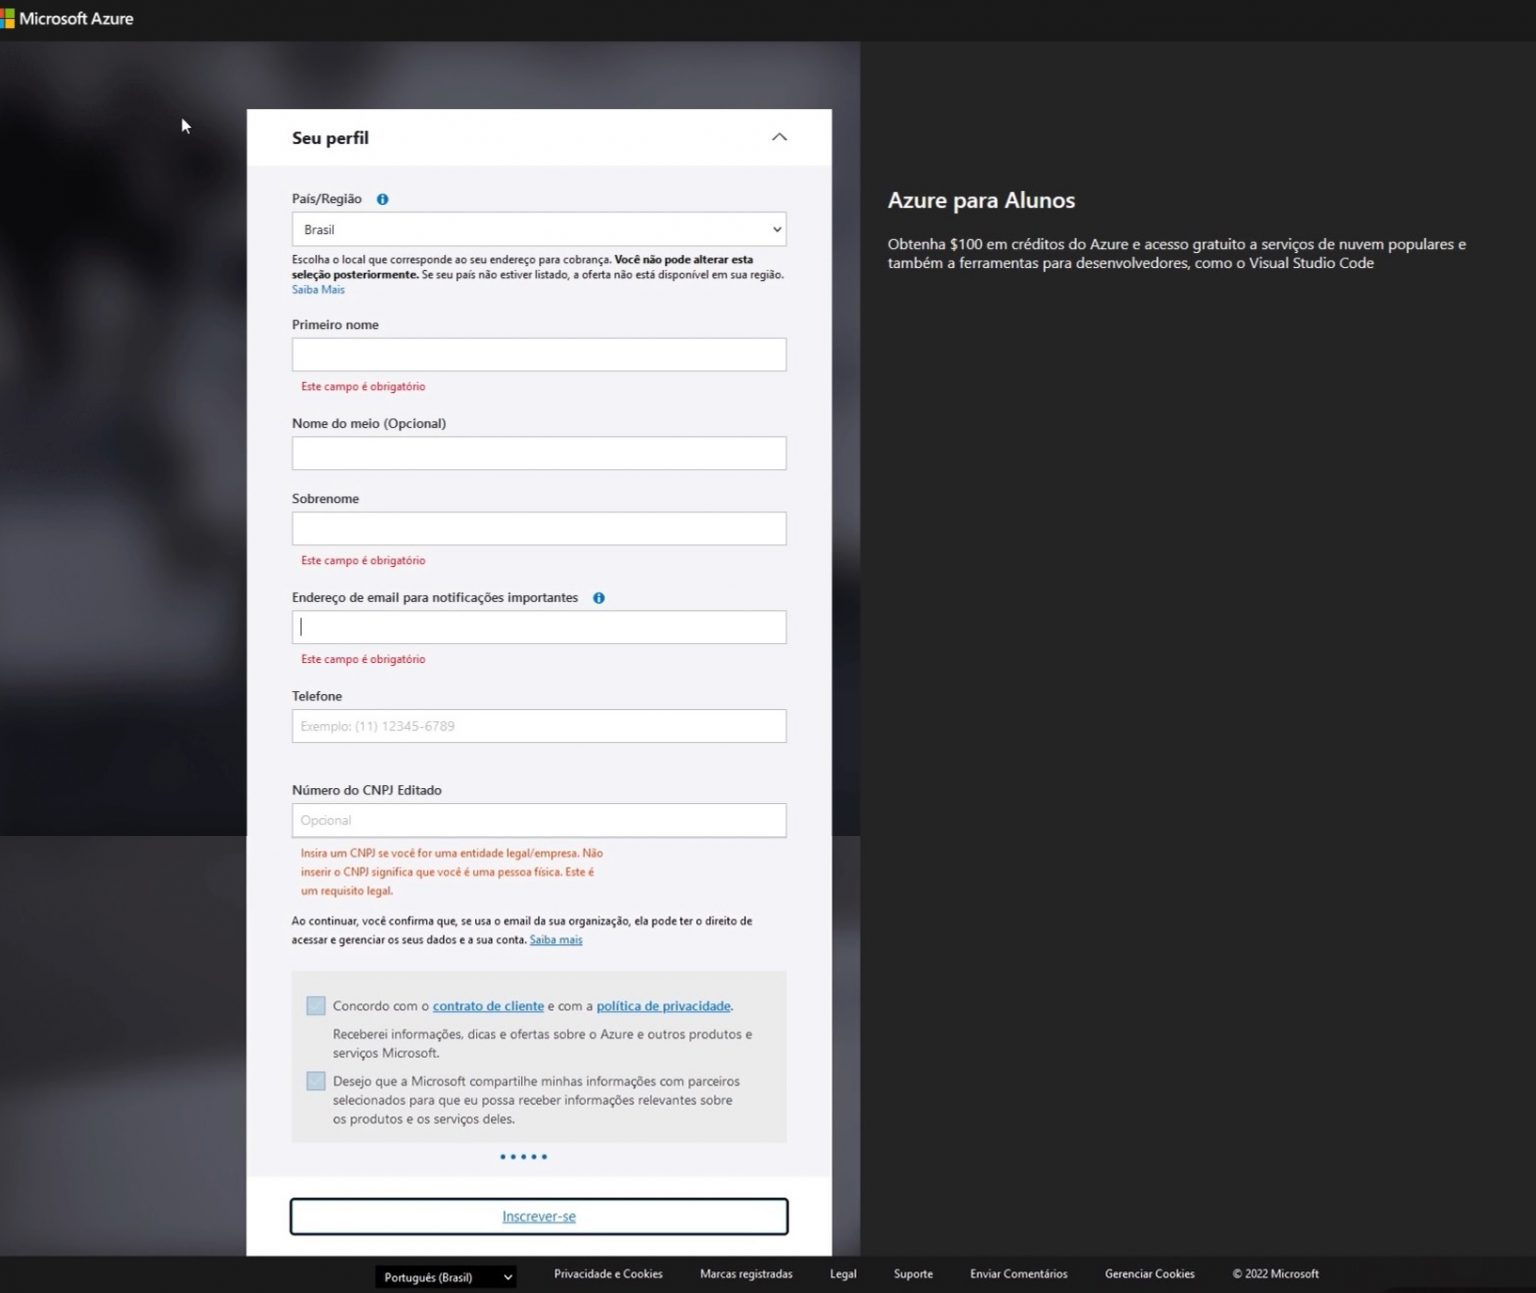 Microsoft Azure
Seu perfil
País/Região
Brasil
Escolha o local que corresponde ao seu endereço para cobrança. Você não pode alterar esta
seleção posteriormente. Se seu país não estiver listado, a oferta não está disponível em sua região.
Saiba Mais
Primeiro nome
Este campo é obrigatório
Nome do meio (Opcional)
Sobrenome
Este campo é obrigatório
Endereço de email para notificações importantes
Este campo é obrigatório
Telefone
Exemplo: (11) 12345-6789
Número do CNPJ Editado
Opcional
Insira um CNPJ se você for uma entidade legal/empresa. Não
inserir o CNPJ significa que você é uma pessoa física. Este é
um requisito legal.
Ao continuar, você confirma que, se usa o email da sua organização, ela pode ter o direito de
acessar e gerenciar os seus dados e a sua conta. Saiba mais
Concordo com o contrato de cliente e com a política de privacidade.
Receberei informações, dicas e ofertas sobre o Azure e outros produtos e
serviços Microsoft.
Desejo que a Microsoft compartilhe minhas informações com parceiros
selecionados para que eu possa receber informações relevantes sobre
os produtos e os serviços deles.
Inscrever-se
Azure para Alunos
Obtenha $100 em créditos do Azure e acesso gratuito a serviços de nuvem populares e
também a ferramentas para desenvolvedores, como o Visual Studio Code
Português (Brasil)
Privacidade e Cookies
Marcas registradas
Legal
Suporte
Enviar Comentários
Gerenciar Cookies
© 2022 Microsoft